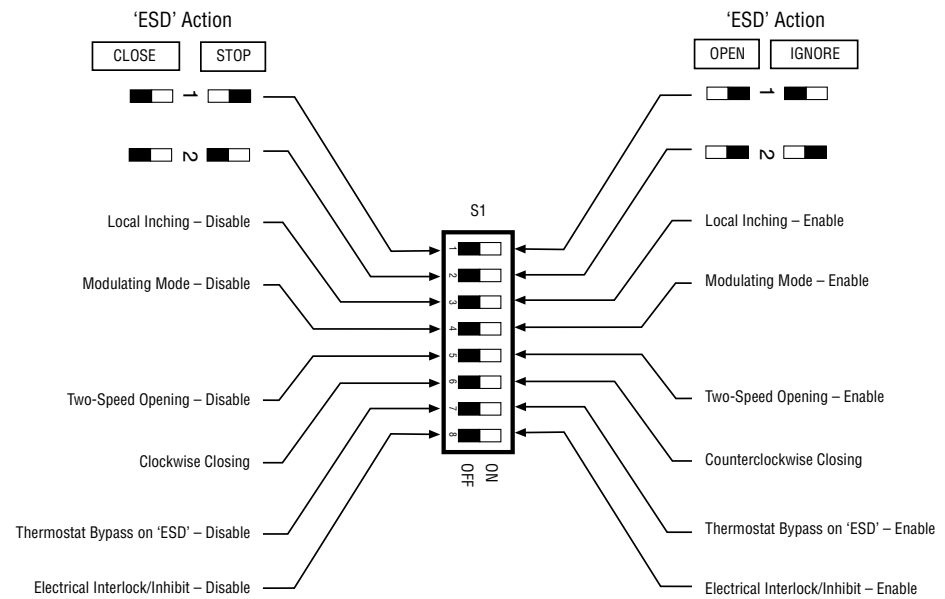 'ESD' Action
CLOSE STOP
1
2
Local Inching – Disable
Modulating Mode – Disable
Two-Speed Opening – Disable
Clockwise Closing
Thermostat Bypass on 'ESD' – Disable
Electrical Interlock/Inhibit – Disable
S1
1
2
3
4
5
6
7
8
OFF ON
'ESD' Action
OPEN IGNORE
1
2
Local Inching – Enable
Modulating Mode – Enable
Two-Speed Opening – Enable
Counterclockwise Closing
Thermostat Bypass on 'ESD' – Enable
Electrical Interlock/Inhibit – Enable